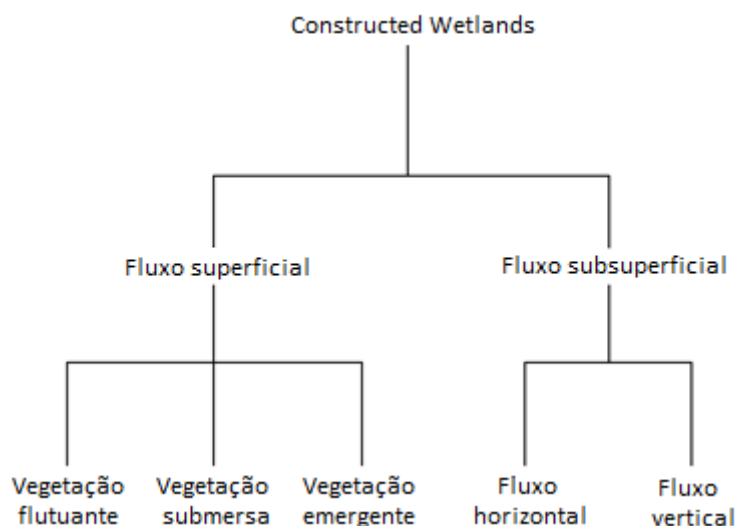 Constructed Wetlands
Fluxo superficial
Fluxo subsuperficial
Vegetação
flutuante
Vegetação
submersa
Vegetação
emergente
Fluxo
horizontal
Fluxo
vertical